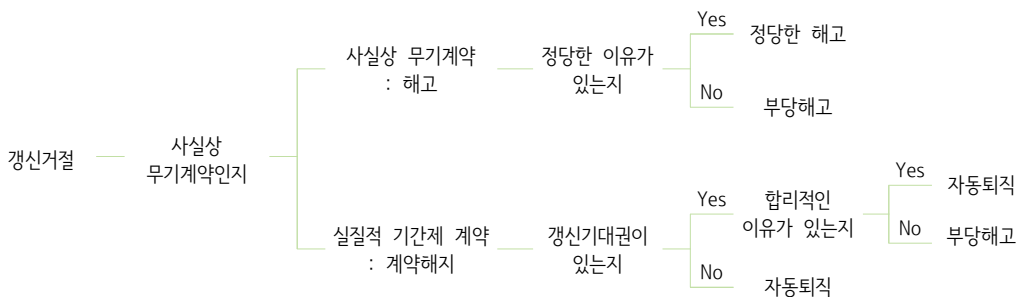 갱신거절
사실상
무기계약인지
사실상 무기계약
: 해고
정당한 이유가
있는지
Yes
정당한 해고
No
부당해고
실질적 기간제 계약
: 계약해지
갱신기대권이
있는지
Yes
합리적인
이유가 있는지
Yes
자동퇴직
No
부당해고
No
자동퇴직